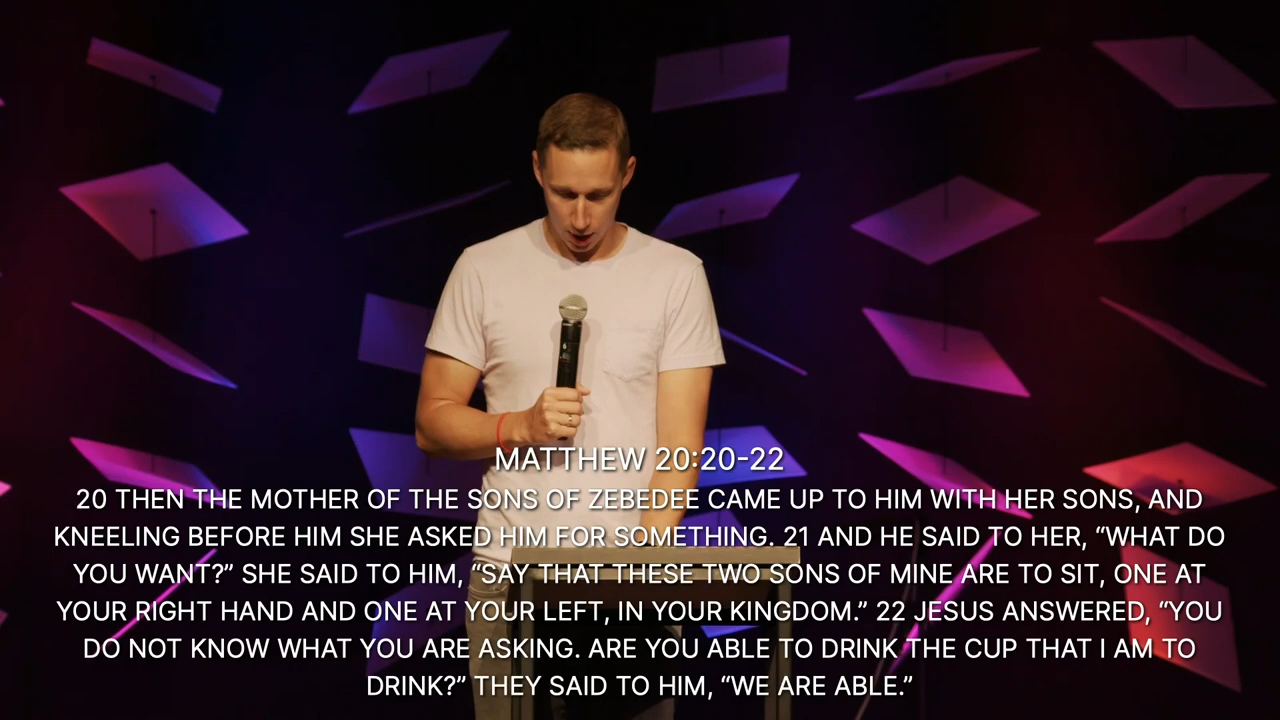 MATTHEW 20:20-22
20 THEN THE MOTHER OF THE SONS OF ZEBEDEE CAME UP TO HIM WITH HER SONS, AND
KNEELING BEFORE HIM SHE ASKED HIM FOR SOMETHING. 21 AND HE SAID TO HER, “WHAT DO
YOU WANT?” SHE SAID TO HIM, “SAY THAT THESE TWO SONS OF MINE ARE TO SIT, ONE AT
YOUR RIGHT HAND AND ONE AT YOUR LEFT, IN YOUR KINGDOM.” 22 JESUS ANSWERED, “YOU
DO NOT KNOW WHAT YOU ARE ASKING. ARE YOU ABLE TO DRINK THE CUP THAT I AM TO
DRINK?” THEY SAID TO HIM, “WE ARE ABLE.”